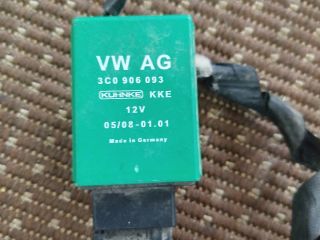 VW AG
3C0 906 093
KUHNKE KKE
12V
05/08-01.01
Made in Germany